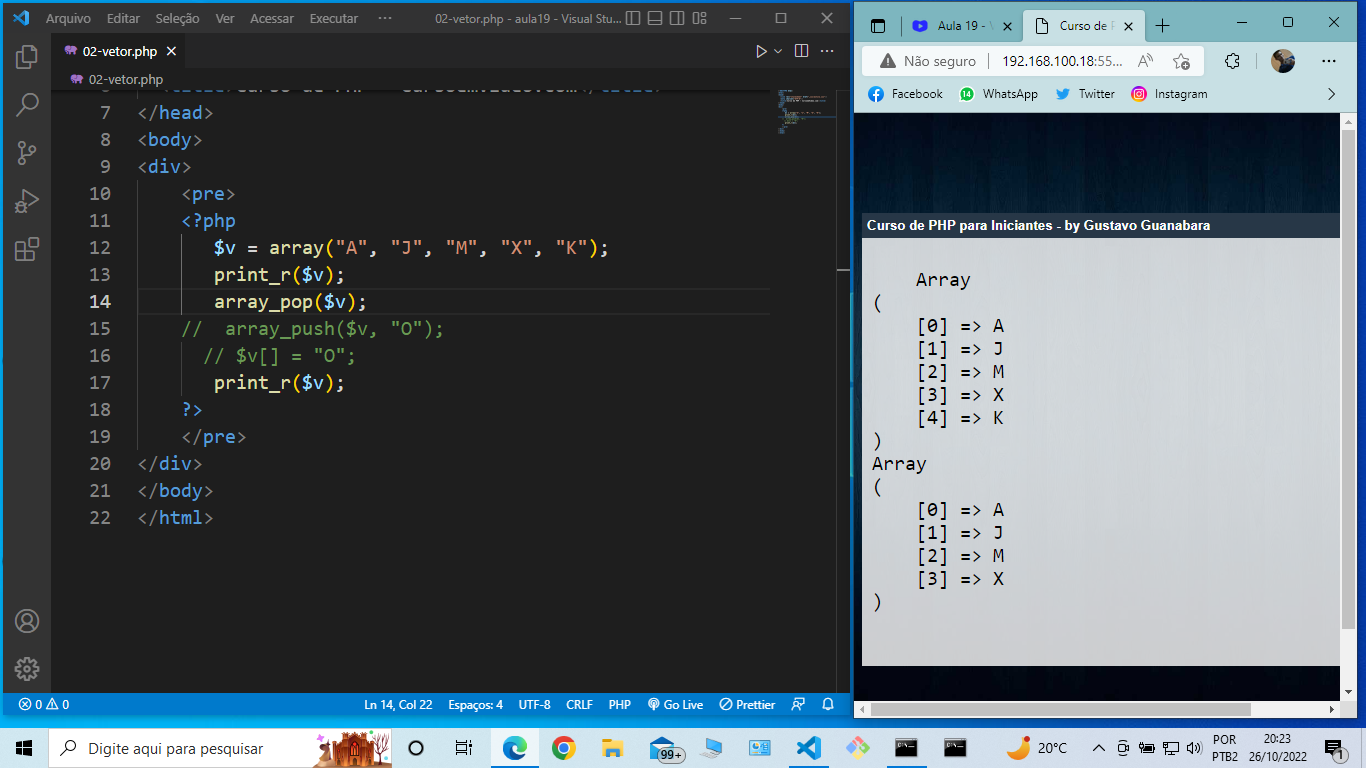 Arquivo Editar Seleção Ver Acessar Executar ··· 02-vetor.php - aula19 - Visual Stu...
02-vetor.php
02-vetor.php
7 </head>
8 <body>
9 <div>
10 <pre>
11 <?php
12 $v = array("A", "J", "M", "X", "K");
13 print_r($v);
14 array_pop($v);
15 // array_push($v, "O");
16 // $v[] = "O";
17 print_r($v);
18 ?>
19 </pre>
20 </div>
21 </body>
22 </html>
0 0 Ln 14, Col 22 Espaços: 4 UTF-8 CRLF PHP Go Live Prettier
Aula 19 - Curso de
Não seguro 192.168.100.18:55...
Facebook 14 WhatsApp Twitter Instagram
Curso de PHP para Iniciantes - by Gustavo Guanabara
Array
(
[0] => A
[1] => J
[2] => M
[3] => X
[4] => K
)
Array
(
[0] => A
[1] => J
[2] => M
[3] => X
)
Digite aqui para pesquisar 99+ 20°C POR 20:23
PTB2 26/10/2022 1